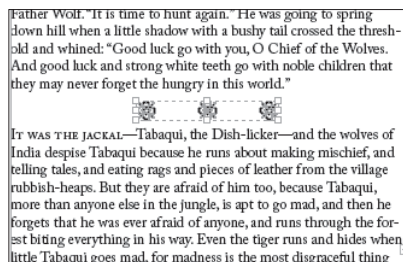 Father Wolf. “It is time to hunt again.” He was going to spring
down hill when a little shadow with a bushy tail crossed the thresh-
old and whined: “Good luck go with you, O Chief of the Wolves.
And good luck and strong white teeth go with noble children that
they may never forget the hungry in this world.”
IT WAS THE JACKAL—Tabaqui, the Dish-licker—and the wolves of
India despise Tabaqui because he runs about making mischief, and
telling tales, and eating rags and pieces of leather from the village
rubbish-heaps. But they are afraid of him too, because Tabaqui,
more than anyone else in the jungle, is apt to go mad, and then he
forgets that he was ever afraid of anyone, and runs through the for-
est biting everything in his way. Even the tiger runs and hides when
little Tabaqui goes mad, for madness is the most disgraceful thing